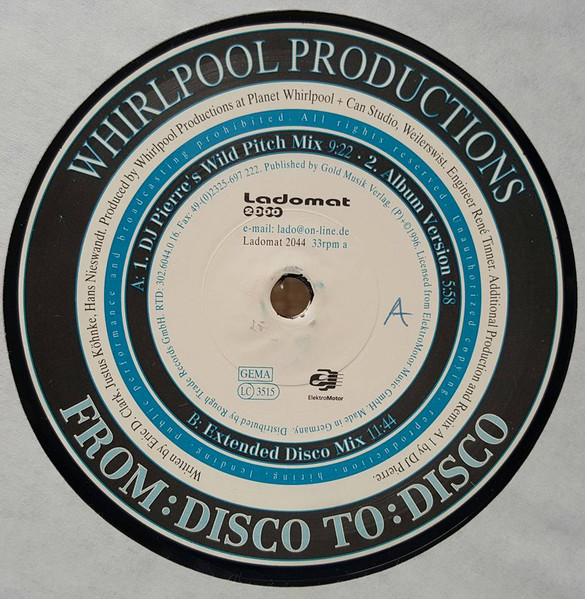 WHIRLPOOL PRODUCTIONS
FROM: DISCO TO: DISCO
Written by Eric D. Clark, Justus Köhnke, Hans Nieswandt. Produced by Whirlpool Productions at Planet Whirlpool + Can Studio, Weilerswist. Engineer René Tinner. Additional Production and Remix A 1 by DJ Pierre.
All rights reserved. Unauthorized copying, reproduction, hiring, lending, public performance and broadcasting prohibited.
A: 1. DJ Pierre's Wild Pitch Mix 9:22 · 2. Album Version 5:58
B: Extended Disco Mix 11:44
Distributed by Rough Trade Records GmbH. RTD: 302.6044.0 16. Fax: 49-(0)2325-697 222. Published by Gold Musik Verlag. (P)©1996. Licensed from ElektroMotor Music GmbH. Made in Germany.
Ladomat
2000
e-mail: lado@on-line.de
Ladomat 2044 33rpm a
A
GEMA
LC 3515
ElektroMotor